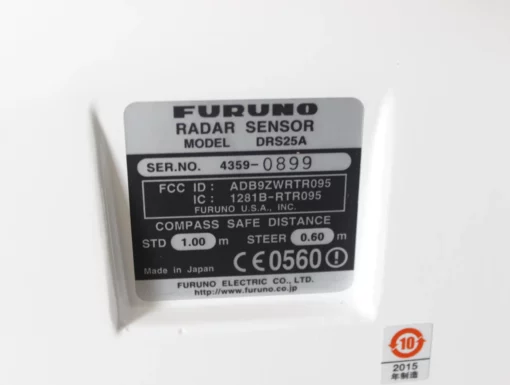 FURUNO
RADAR SENSOR
MODEL DRS25A
SER.NO. 4359-0899
FCC ID: ADB9ZWRTR095
IC: 1281B-RTR095
FURUNO U.S.A., INC.
COMPASS SAFE DISTANCE
STD 1.00 m STEER 0.60 m
Made in Japan CE0560
FURUNO ELECTRIC CO., LTD.
http://www.furuno.com
10
2015
年制造